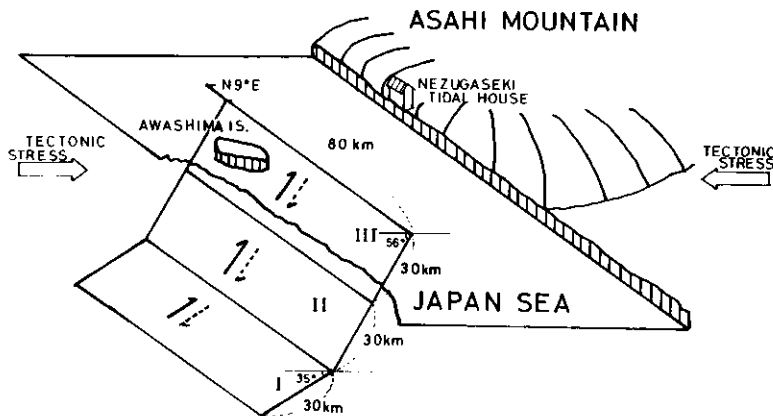 ASAHI MOUNTAIN
N9°E
NEZUGASEKI
TIDAL HOUSE
AWASHIMA IS.
TECTONIC
STRESS
80 km
TECTONIC
STRESS
III
56°
30km
JAPAN SEA
II
30km
I
35°
30km